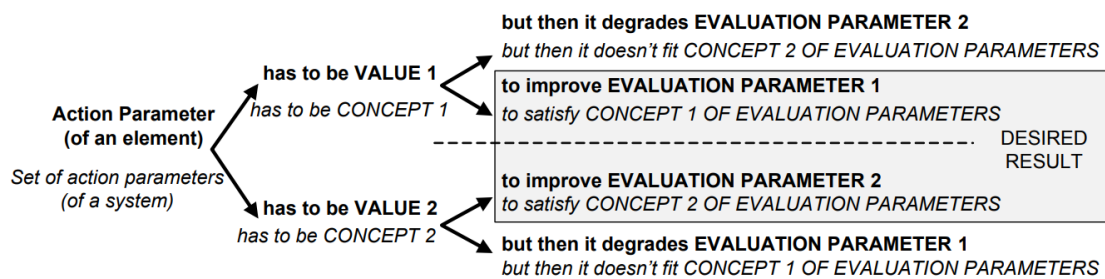 but then it degrades EVALUATION PARAMETER 2
but then it doesn't fit CONCEPT 2 OF EVALUATION PARAMETERS
has to be VALUE 1
has to be CONCEPT 1
to improve EVALUATION PARAMETER 1
to satisfy CONCEPT 1 OF EVALUATION PARAMETERS
Action Parameter
(of an element)
Set of action parameters
(of a system)
DESIRED
RESULT
has to be VALUE 2
has to be CONCEPT 2
to improve EVALUATION PARAMETER 2
to satisfy CONCEPT 2 OF EVALUATION PARAMETERS
but then it degrades EVALUATION PARAMETER 1
but then it doesn't fit CONCEPT 1 OF EVALUATION PARAMETERS